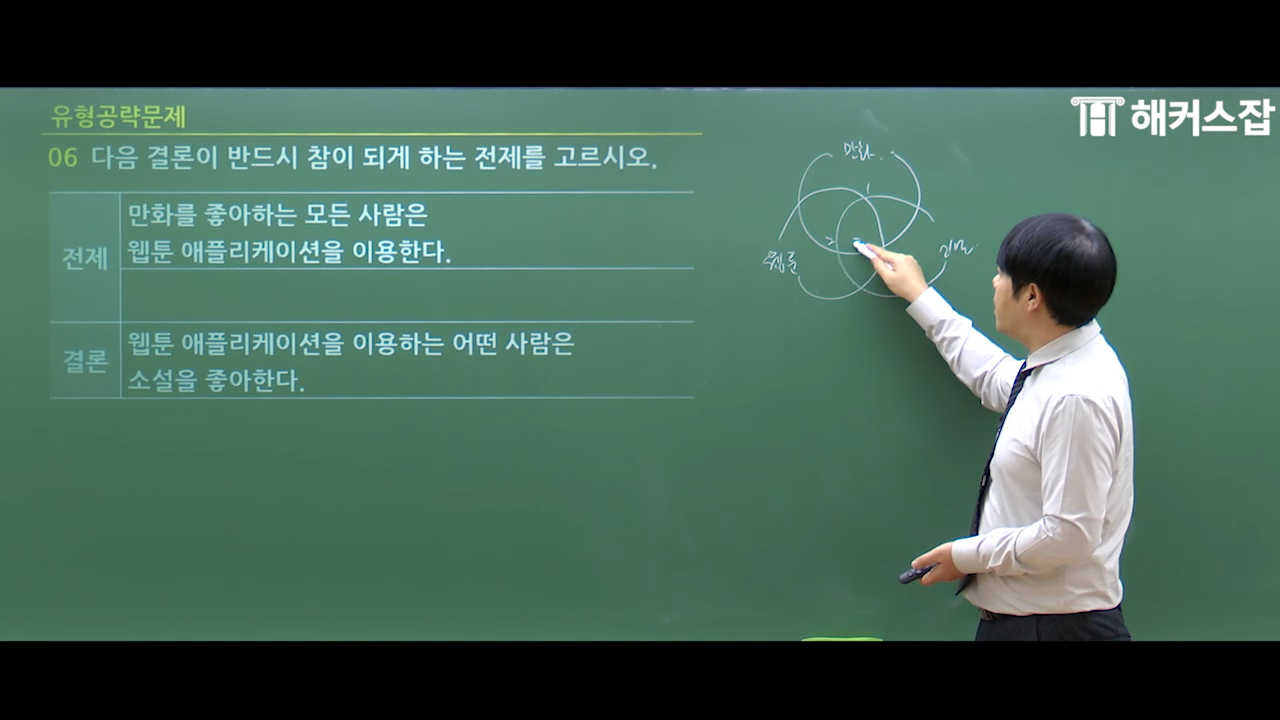 해커스잡
유형공략문제
06 다음 결론이 반드시 참이 되게 하는 전제를 고르시오.
전제
만화를 좋아하는 모든 사람은
웹툰 애플리케이션을 이용한다.
결론
웹툰 애플리케이션을 이용하는 어떤 사람은
소설을 좋아한다.
만화
1
2
웹툰